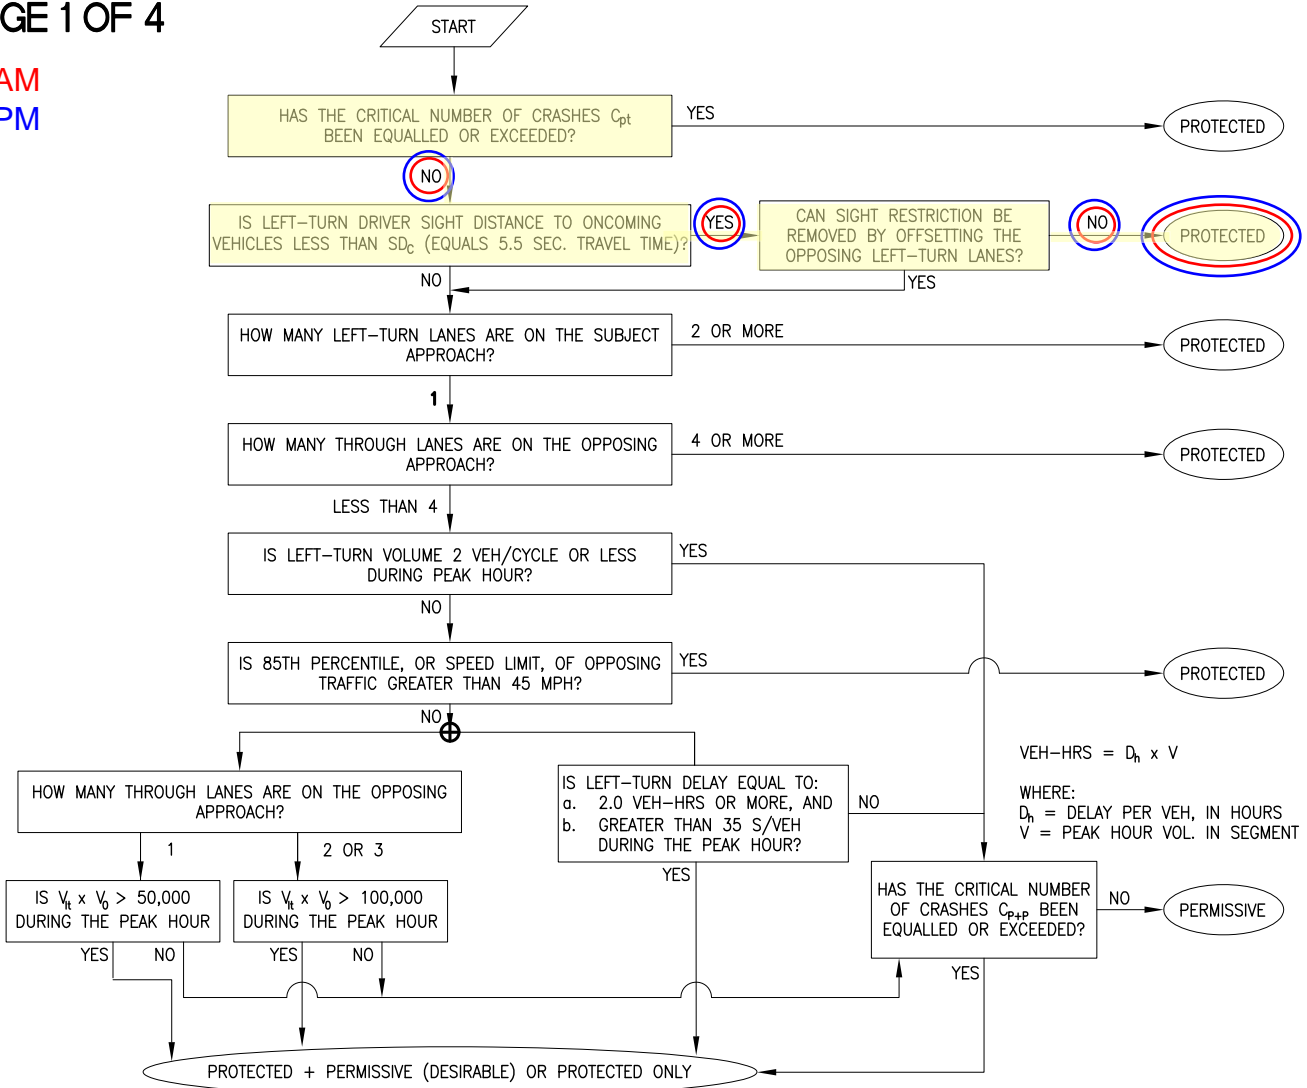 GE 1 OF 4
AM
PM
START
HAS THE CRITICAL NUMBER OF CRASHES Cpt
BEEN EQUALLED OR EXCEEDED?
YES
PROTECTED
NO
IS LEFT-TURN DRIVER SIGHT DISTANCE TO ONCOMING
VEHICLES LESS THAN SDC (EQUALS 5.5 SEC. TRAVEL TIME)?
YES
CAN SIGHT RESTRICTION BE
REMOVED BY OFFSETTING THE
OPPOSING LEFT-TURN LANES?
NO
PROTECTED
NO
YES
HOW MANY LEFT-TURN LANES ARE ON THE SUBJECT
APPROACH?
2 OR MORE
PROTECTED
1
HOW MANY THROUGH LANES ARE ON THE OPPOSING
APPROACH?
4 OR MORE
PROTECTED
LESS THAN 4
IS LEFT-TURN VOLUME 2 VEH/CYCLE OR LESS
DURING PEAK HOUR?
YES
NO
IS 85TH PERCENTILE, OR SPEED LIMIT, OF OPPOSING
TRAFFIC GREATER THAN 45 MPH?
YES
PROTECTED
NO
VEH-HRS = Dh x V
WHERE:
Dh = DELAY PER VEH, IN HOURS
V = PEAK HOUR VOL. IN SEGMENT
HOW MANY THROUGH LANES ARE ON THE OPPOSING
APPROACH?
IS LEFT-TURN DELAY EQUAL TO:
a. 2.0 VEH-HRS OR MORE, AND
b. GREATER THAN 35 S/VEH
DURING THE PEAK HOUR?
NO
YES
1
2 OR 3
IS Vlt x Vo > 50,000
DURING THE PEAK HOUR
IS Vlt x Vo > 100,000
DURING THE PEAK HOUR
HAS THE CRITICAL NUMBER
OF CRASHES CP+P BEEN
EQUALLED OR EXCEEDED?
NO
PERMISSIVE
YES
NO
YES
NO
YES
PROTECTED + PERMISSIVE (DESIRABLE) OR PROTECTED ONLY